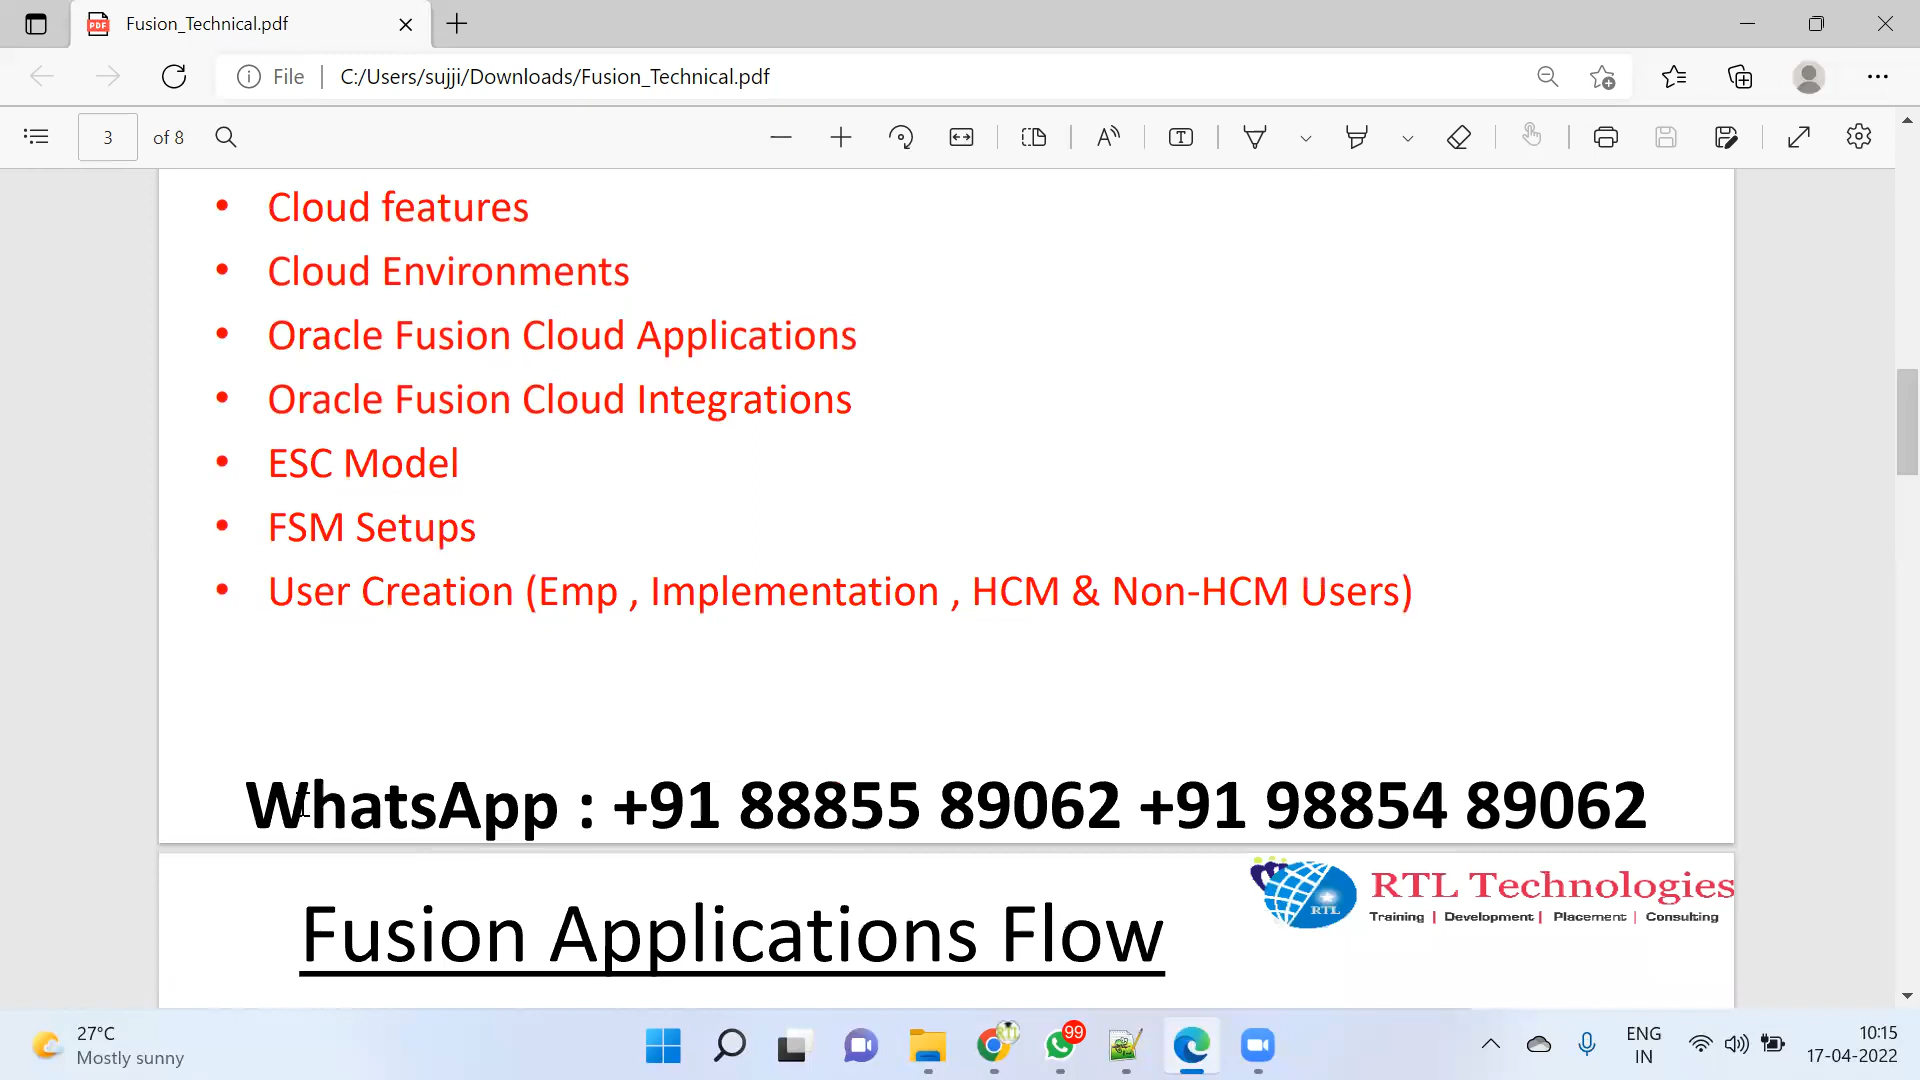 Fusion_Technical.pdf
File
C:/Users/sujji/Downloads/Fusion_Technical.pdf
3 of 8
• Cloud features
• Cloud Environments
• Oracle Fusion Cloud Applications
• Oracle Fusion Cloud Integrations
• ESC Model
• FSM Setups
• User Creation (Emp , Implementation , HCM & Non-HCM Users)
WhatsApp : +91 88855 89062 +91 98854 89062
RTL
RTL Technologies
Training | Development | Placement | Consulting
Fusion Applications Flow
27°C
Mostly sunny
99
ENG
IN
10:15
17-04-2022